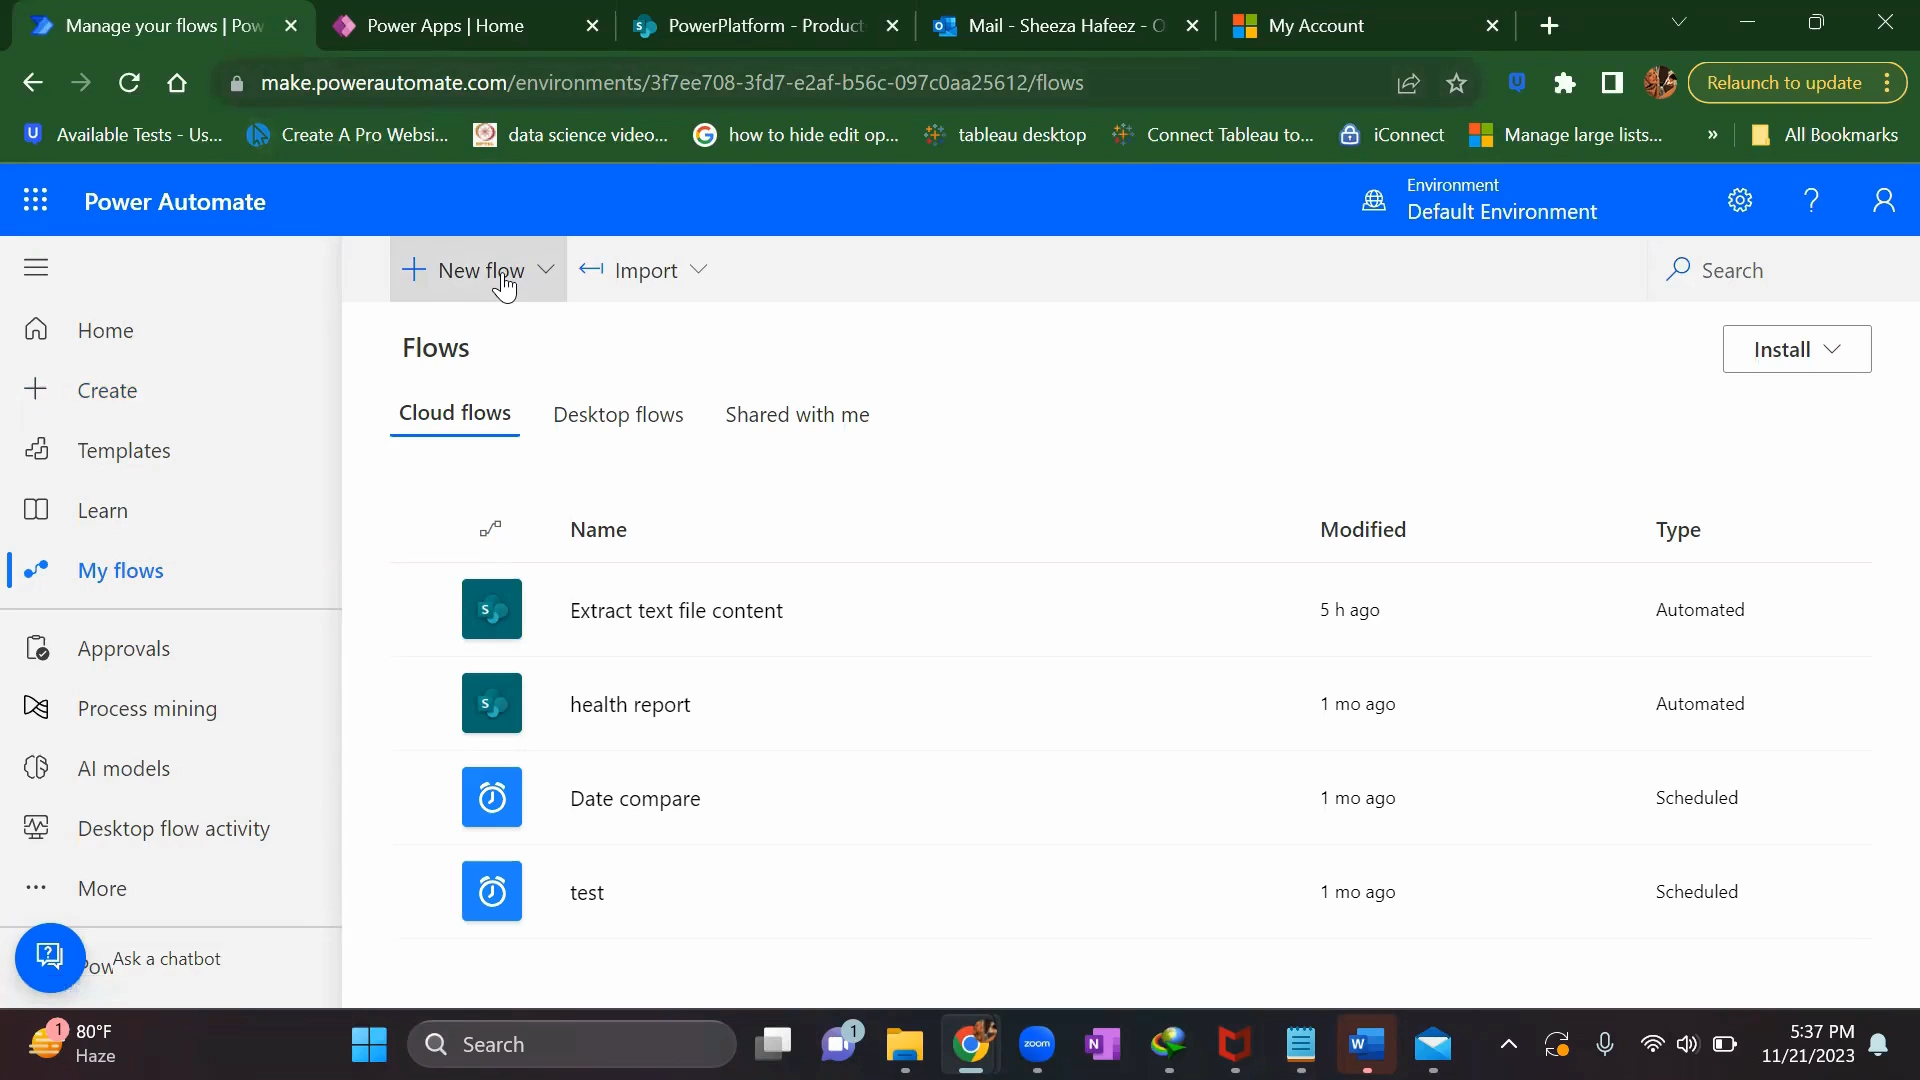 Manage your flows | Pow
Power Apps | Home
PowerPlatform - Product
Mail - Sheeza Hafeez - O
My Account
make.powerautomate.com/environments/3f7ee708-3fd7-e2af-b56c-097c0aa25612/flows
Relaunch to update
Available Tests - Us...
Create A Pro Websi...
data science video...
how to hide edit op...
tableau desktop
Connect Tableau to...
iConnect
Manage large lists...
»
All Bookmarks
Power Automate
Environment
Default Environment
New flow
Import
Search
Home
Create
Templates
Learn
My flows
Approvals
Process mining
AI models
Desktop flow activity
More
Pow
Ask a chatbot
Flows
Install
Cloud flows
Desktop flows
Shared with me
Name
Modified
Type
Extract text file content
5 h ago
Automated
health report
1 mo ago
Automated
Date compare
1 mo ago
Scheduled
test
1 mo ago
Scheduled
1
80°F
Haze
Search
1
zoom
5:37 PM
11/21/2023